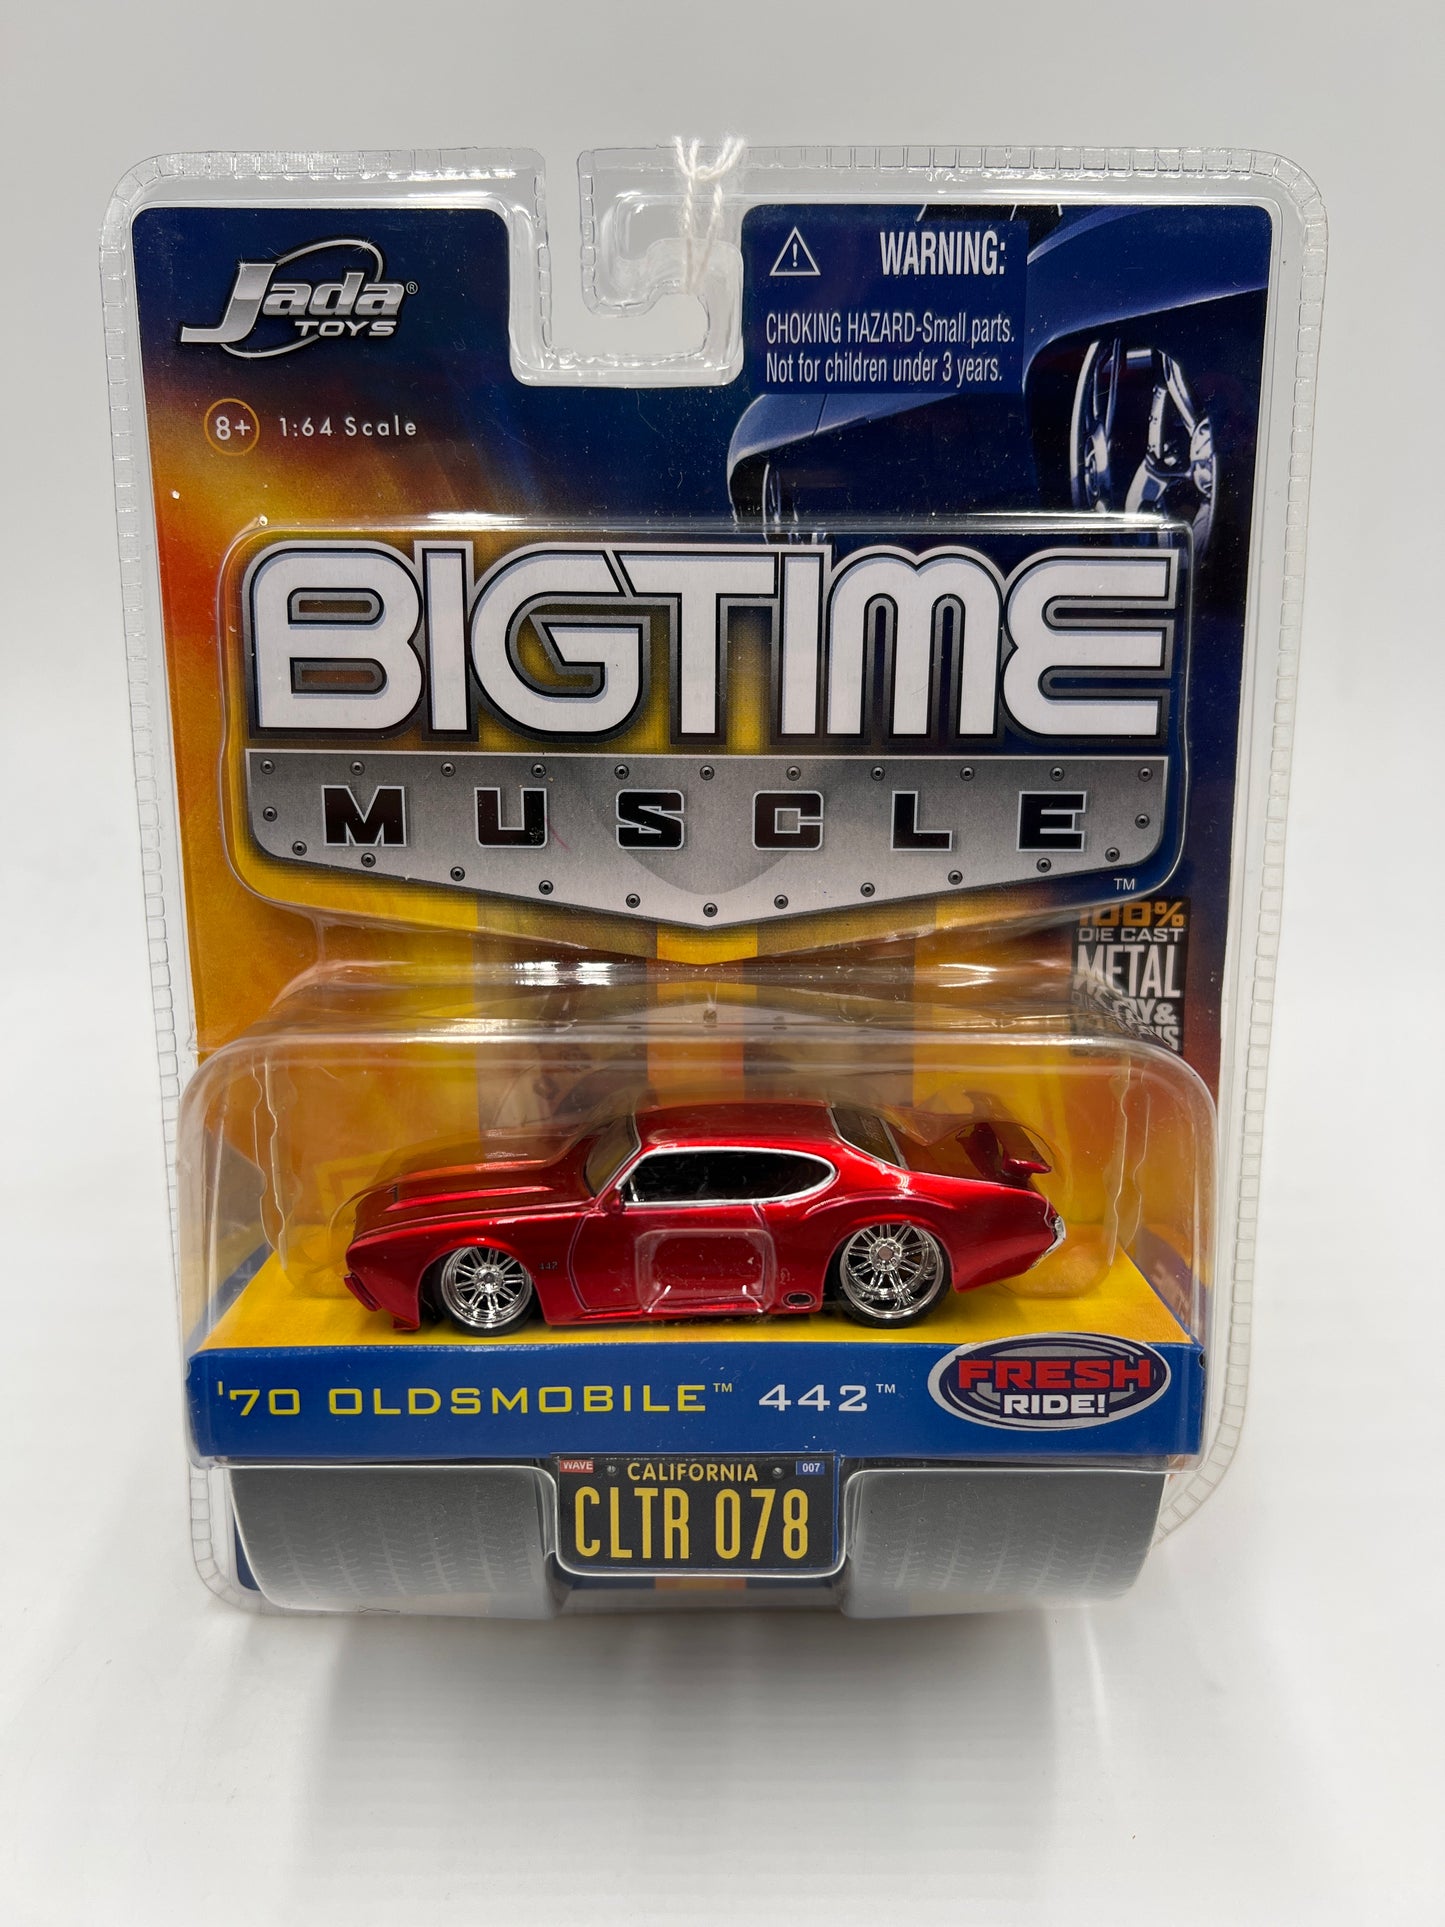 Jada®
TOYS
8+ 1:64 Scale
WARNING:
CHOKING HAZARD-Small parts.
Not for children under 3 years.
BIGTIME
MUSCLE
TM
100%
DIE CAST
METAL
&
442
'70 OLDSMOBILE™ 442™
FRESH
RIDE!
WAVE CALIFORNIA 007
CLTR 078